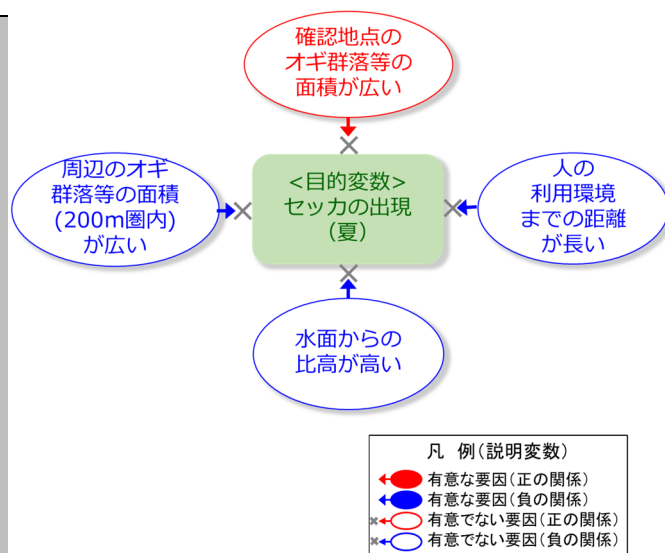 確認地点の
オギ群落等の
面積が広い
周辺のオギ
群落等の面積
(200m圏内)
が広い
<目的変数>
セッカの出現
(夏)
人の
利用環境
までの距離
が長い
水面からの
比高が高い
凡 例(説明変数)
有意な要因(正の関係)
有意な要因(負の関係)
有意でない要因(正の関係)
有意でない要因(負の関係)